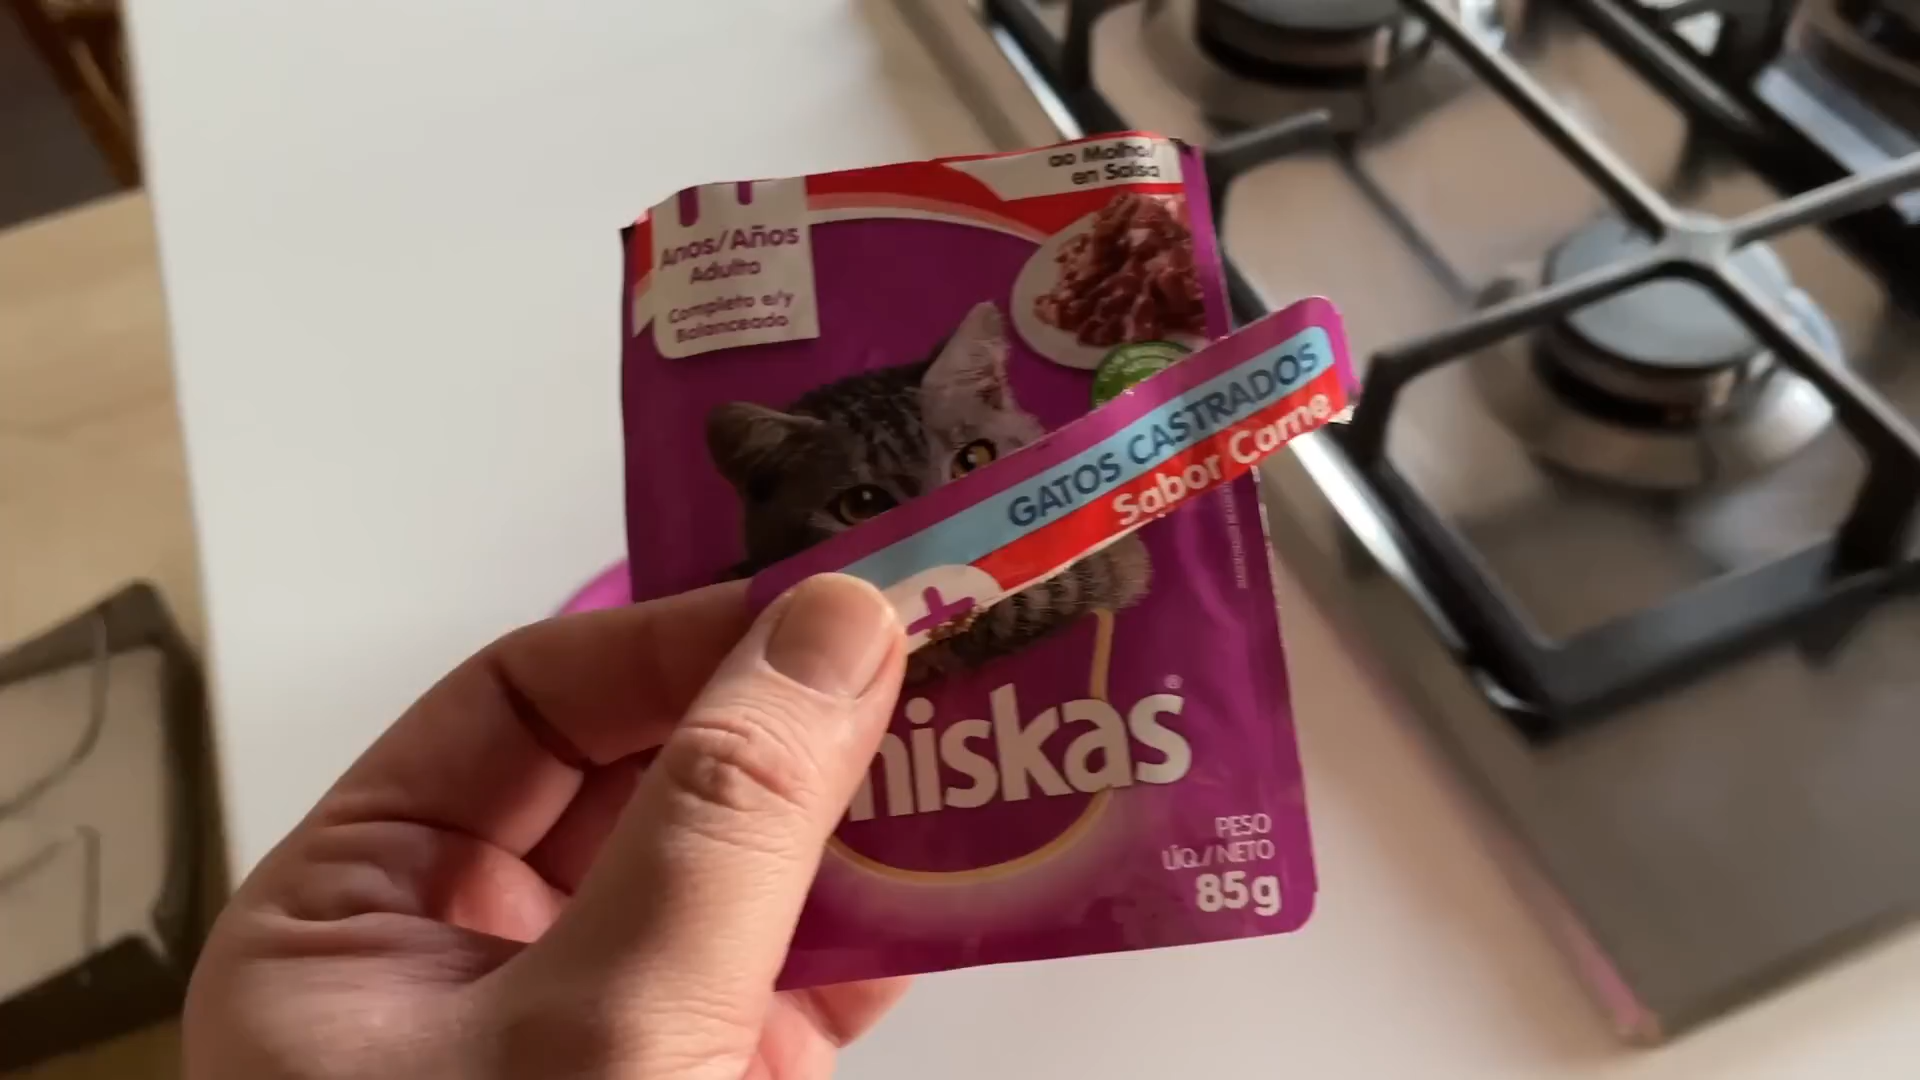 ao Molho/
en Salsa
Anos/Años
Adulto
Completo e/y
Balanceado
GATOS CASTRADOS
Sabor Carne
+
hiskas®
PESO
LÍQ./NETO
85g